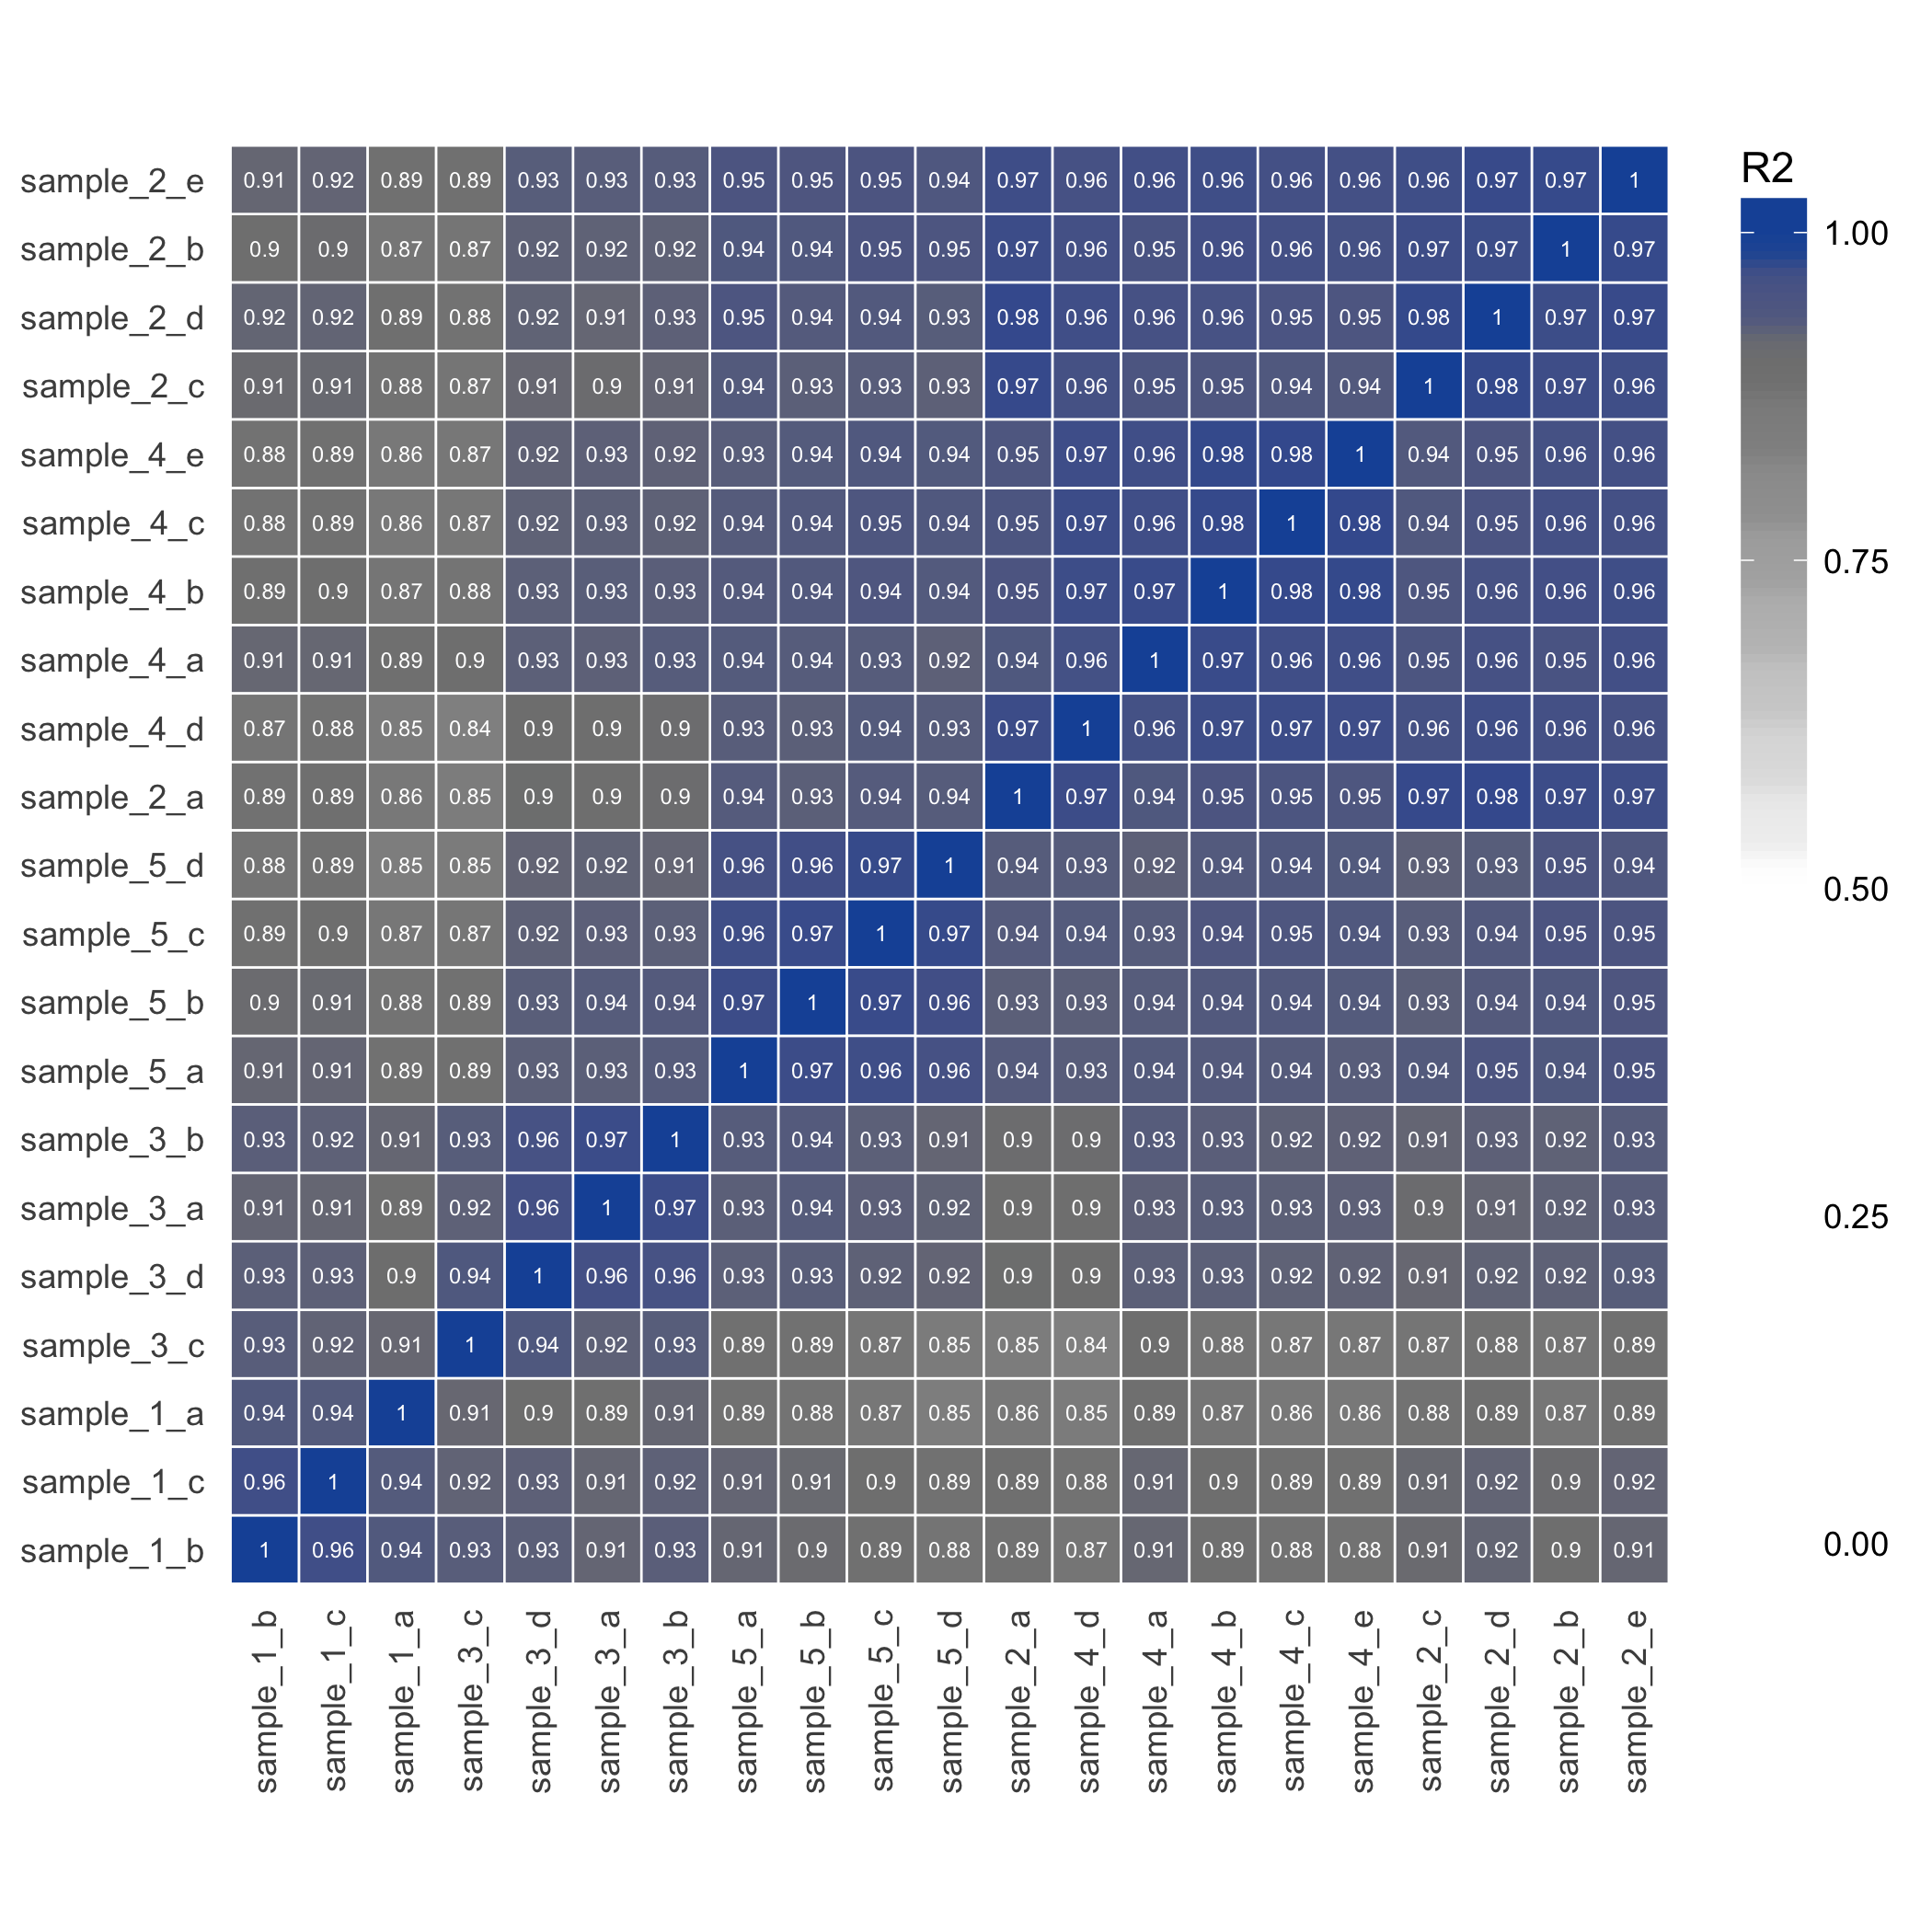 R2
sample_2_e 0.91 0.92 0.89 0.89 0.93 0.93 0.93 0.95 0.95 0.95 0.94 0.97 0.96 0.96 0.96 0.96 0.96 0.96 0.97 0.97 1
1.00
sample_2_b 0.9 0.9 0.87 0.87 0.92 0.92 0.92 0.94 0.94 0.95 0.95 0.97 0.96 0.95 0.96 0.96 0.96 0.97 0.97 1 0.97
sample_2_d 0.92 0.92 0.89 0.88 0.92 0.91 0.93 0.95 0.94 0.94 0.93 0.98 0.96 0.96 0.96 0.95 0.95 0.98 1 0.97 0.97
sample_2_c 0.91 0.91 0.88 0.87 0.91 0.9 0.91 0.94 0.93 0.93 0.93 0.97 0.96 0.95 0.95 0.94 0.94 1 0.98 0.97 0.96
sample_4_e 0.88 0.89 0.86 0.87 0.92 0.93 0.92 0.93 0.94 0.94 0.94 0.95 0.97 0.96 0.98 0.98 1 0.94 0.95 0.96 0.96
sample_4_c 0.88 0.89 0.86 0.87 0.92 0.93 0.92 0.94 0.94 0.95 0.94 0.95 0.97 0.96 0.98 1 0.98 0.94 0.95 0.96 0.96
0.75
sample_4_b 0.89 0.9 0.87 0.88 0.93 0.93 0.93 0.94 0.94 0.94 0.94 0.95 0.97 0.97 1 0.98 0.98 0.95 0.96 0.96 0.96
sample_4_a 0.91 0.91 0.89 0.9 0.93 0.93 0.93 0.94 0.94 0.93 0.92 0.94 0.96 1 0.97 0.96 0.96 0.95 0.96 0.95 0.96
sample_4_d 0.87 0.88 0.85 0.84 0.9 0.9 0.9 0.93 0.93 0.94 0.93 0.97 1 0.96 0.97 0.97 0.97 0.96 0.96 0.96 0.96
sample_2_a 0.89 0.89 0.86 0.85 0.9 0.9 0.9 0.94 0.93 0.94 0.94 1 0.97 0.94 0.95 0.95 0.95 0.97 0.98 0.97 0.97
sample_5_d 0.88 0.89 0.85 0.85 0.92 0.92 0.91 0.96 0.96 0.97 1 0.94 0.93 0.92 0.94 0.94 0.94 0.93 0.93 0.95 0.94
0.50
sample_5_c 0.89 0.9 0.87 0.87 0.92 0.93 0.93 0.96 0.97 1 0.97 0.94 0.94 0.93 0.94 0.95 0.94 0.93 0.94 0.95 0.95
sample_5_b 0.9 0.91 0.88 0.89 0.93 0.94 0.94 0.97 1 0.97 0.96 0.93 0.93 0.94 0.94 0.94 0.94 0.93 0.94 0.94 0.95
sample_5_a 0.91 0.91 0.89 0.89 0.93 0.93 0.93 1 0.97 0.96 0.96 0.94 0.93 0.94 0.94 0.94 0.93 0.94 0.95 0.94 0.95
sample_3_b 0.93 0.92 0.91 0.93 0.96 0.97 1 0.93 0.94 0.93 0.91 0.9 0.9 0.93 0.93 0.92 0.92 0.91 0.93 0.92 0.93
sample_3_a 0.91 0.91 0.89 0.92 0.96 1 0.97 0.93 0.94 0.93 0.92 0.9 0.9 0.93 0.93 0.93 0.93 0.9 0.91 0.92 0.93
0.25
sample_3_d 0.93 0.93 0.9 0.94 1 0.96 0.96 0.93 0.93 0.92 0.92 0.9 0.9 0.93 0.93 0.92 0.92 0.91 0.92 0.92 0.93
sample_3_c 0.93 0.92 0.91 1 0.94 0.92 0.93 0.89 0.89 0.87 0.85 0.85 0.84 0.9 0.88 0.87 0.87 0.87 0.88 0.87 0.89
sample_1_a 0.94 0.94 1 0.91 0.9 0.89 0.91 0.89 0.88 0.87 0.85 0.86 0.85 0.89 0.87 0.86 0.86 0.88 0.89 0.87 0.89
sample_1_c 0.96 1 0.94 0.92 0.93 0.91 0.92 0.91 0.91 0.9 0.89 0.89 0.88 0.91 0.9 0.89 0.89 0.91 0.92 0.9 0.92
sample_1_b 1 0.96 0.94 0.93 0.93 0.91 0.93 0.91 0.9 0.89 0.88 0.89 0.87 0.91 0.89 0.88 0.88 0.91 0.92 0.9 0.91
0.00
sample_1_b
sample_1_c
sample_1_a
sample_3_c
sample_3_d
sample_3_a
sample_3_b
sample_5_a
sample_5_b
sample_5_c
sample_5_d
sample_2_a
sample_4_d
sample_4_a
sample_4_b
sample_4_c
sample_4_e
sample_2_c
sample_2_d
sample_2_b
sample_2_e